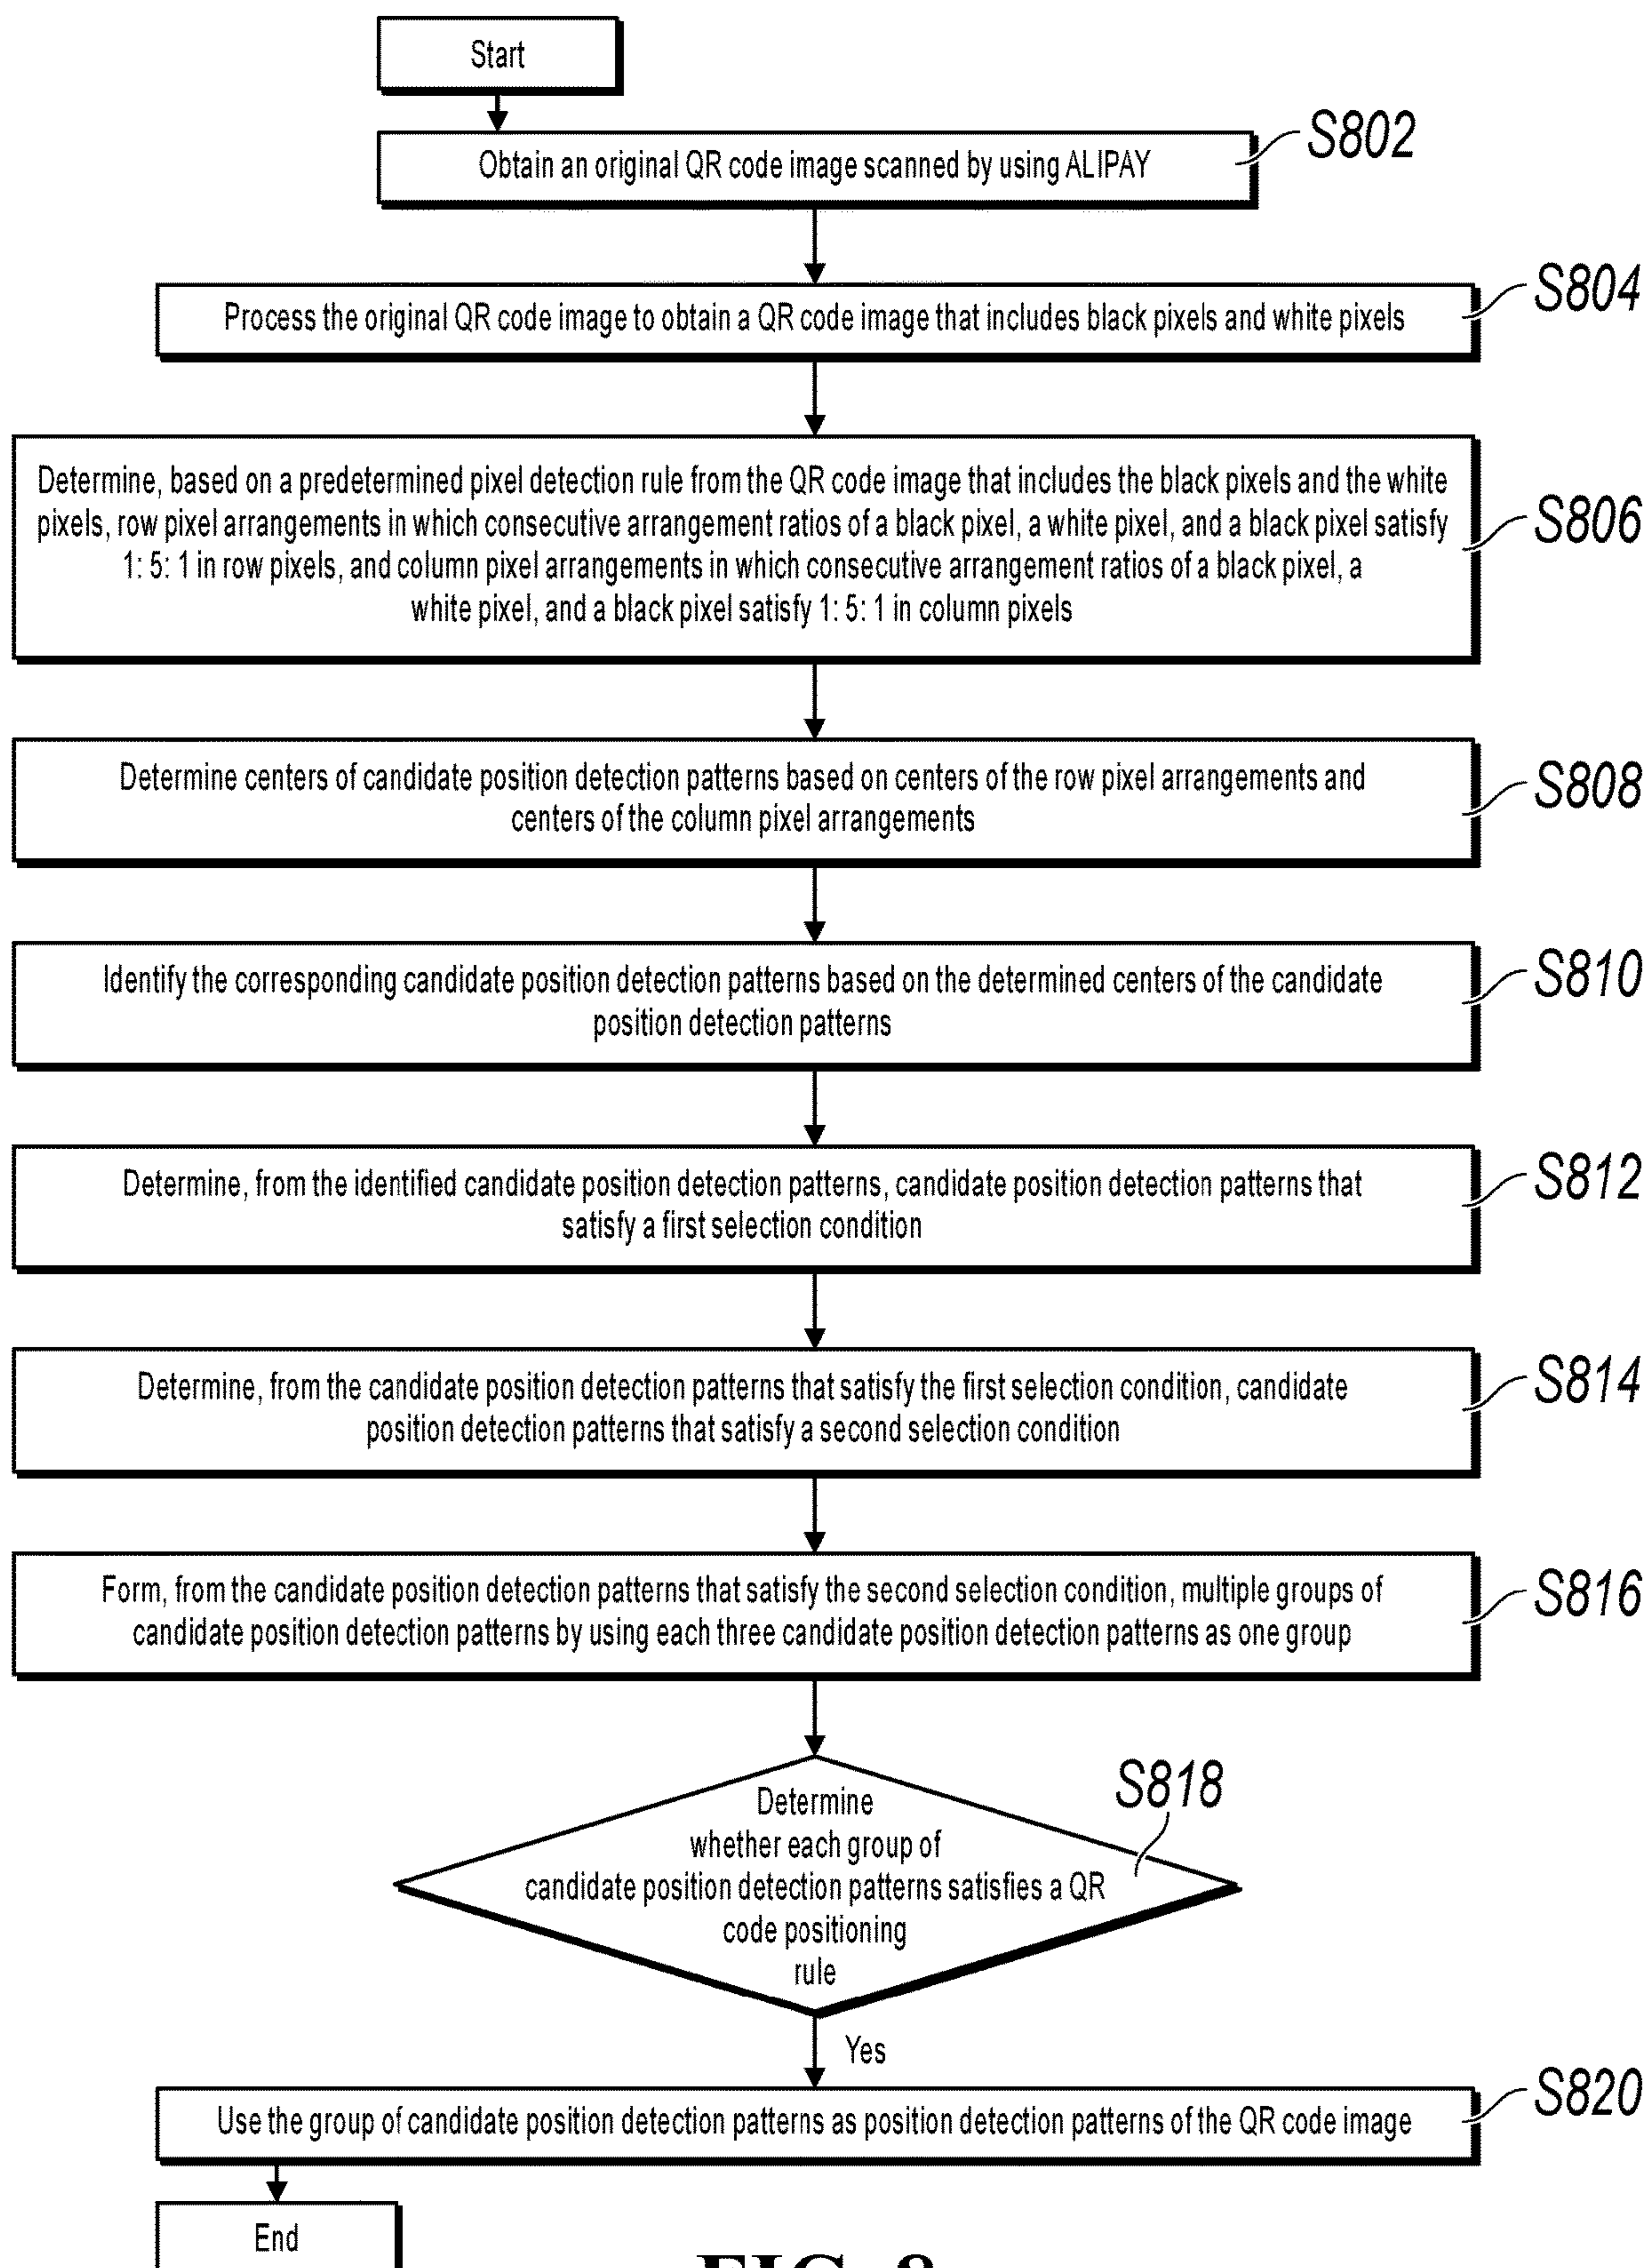 Start
Obtain an original QR code image scanned by using ALIPAY
S802
Process the original QR code image to obtain a QR code image that includes black pixels and white pixels
S804
Determine, based on a predetermined pixel detection rule from the QR code image that includes the black pixels and the white
pixels, row pixel arrangements in which consecutive arrangement ratios of a black pixel, a white pixel, and a black pixel satisfy
1: 5: 1 in row pixels, and column pixel arrangements in which consecutive arrangement ratios of a black pixel, a
white pixel, and a black pixel satisfy 1: 5: 1 in column pixels
S806
Determine centers of candidate position detection patterns based on centers of the row pixel arrangements and
centers of the column pixel arrangements
S808
Identify the corresponding candidate position detection patterns based on the determined centers of the candidate
position detection patterns
S810
Determine, from the identified candidate position detection patterns, candidate position detection patterns that
satisfy a first selection condition
S812
Determine, from the candidate position detection patterns that satisfy the first selection condition, candidate
position detection patterns that satisfy a second selection condition
S814
Form, from the candidate position detection patterns that satisfy the second selection condition, multiple groups of
candidate position detection patterns by using each three candidate position detection patterns as one group
S816
Determine
whether each group of
candidate position detection patterns satisfies a QR
code positioning
rule
S818
Yes
Use the group of candidate position detection patterns as position detection patterns of the QR code image
S820
End
FIG. 8